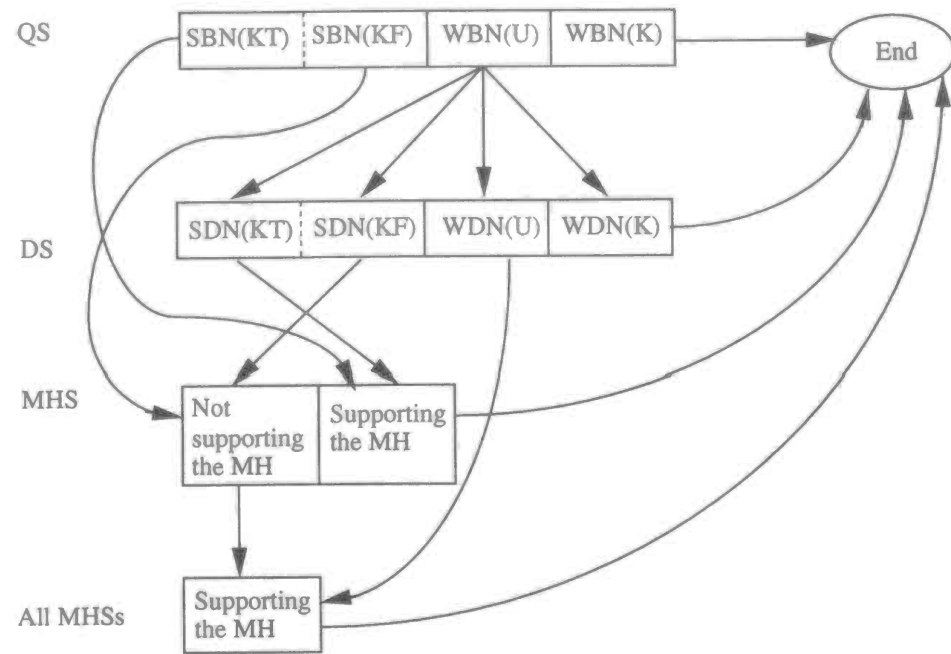 QS
SBN(KT) SBN(KF) WBN(U) WBN(K)
End
DS
SDN(KT) SDN(KF) WDN(U) WDN(K)
MHS
Not
supporting
the MH
Supporting
the MH
All MHSs
Supporting
the MH